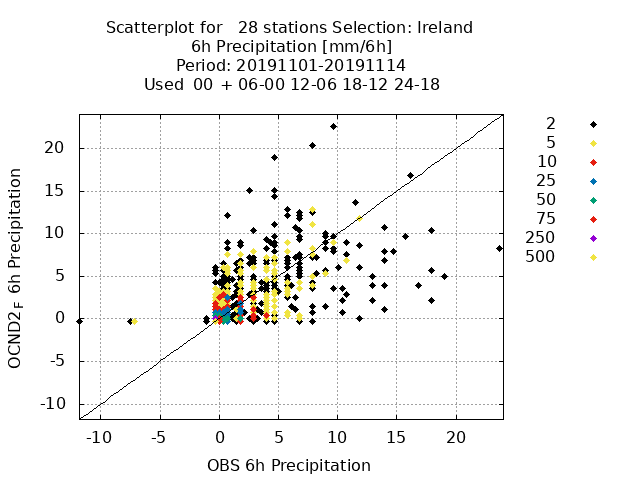 Scatterplot for   28 stations Selection: Ireland
6h Precipitation [mm/6h]
Period: 20191101-20191114
Used  00 + 06-00 12-06 18-12 24-18
20
15
10
5
0
-5
-10
OCND2F  6h Precipitation
-10 -5 0 5 10 15 20
OBS 6h Precipitation
2
5
10
25
50
75
250
500